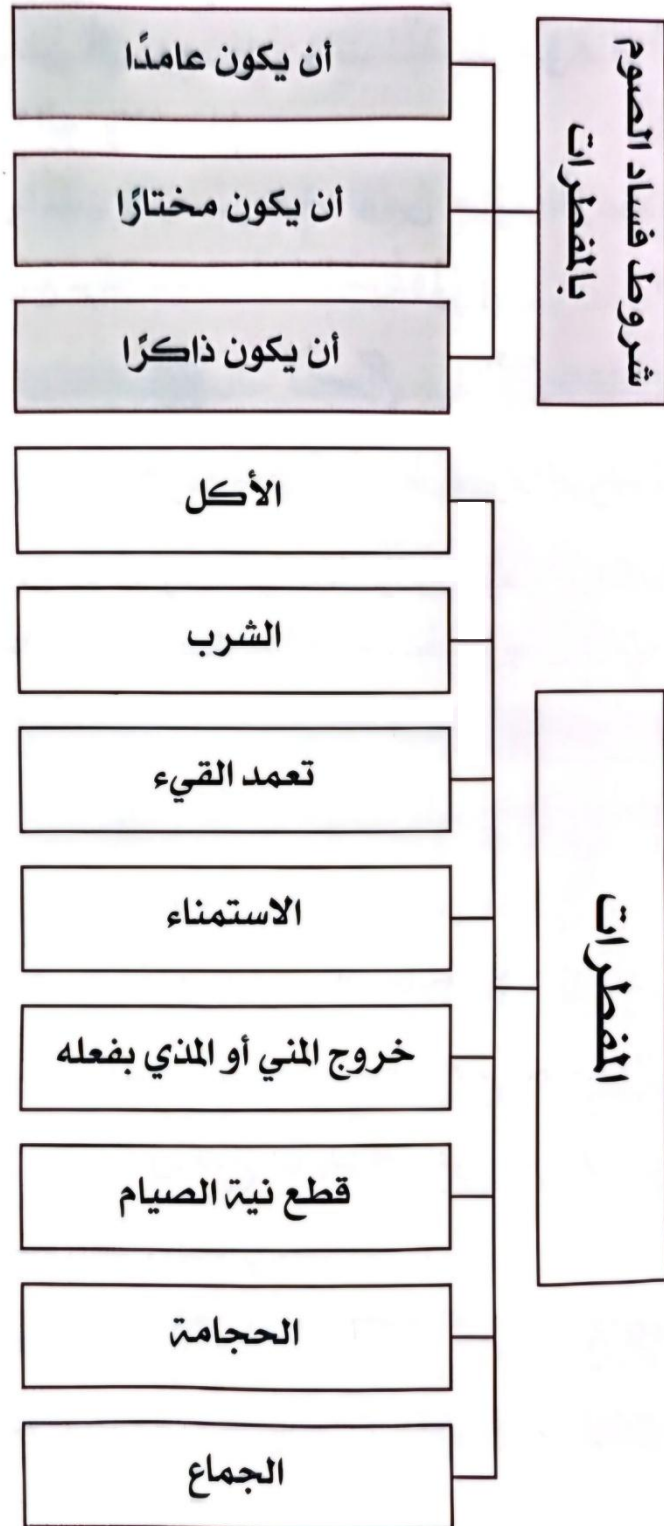 شروط فساد الصوم
بالمفطرات
أن يكون عامدًا
أن يكون مختارًا
أن يكون ذاكرًا
المفطرات
الأكل
الشرب
تعمد القيء
الاستمناء
خروج المني أو المذي بفعله
قطع نية الصيام
الحجامة
الجماع